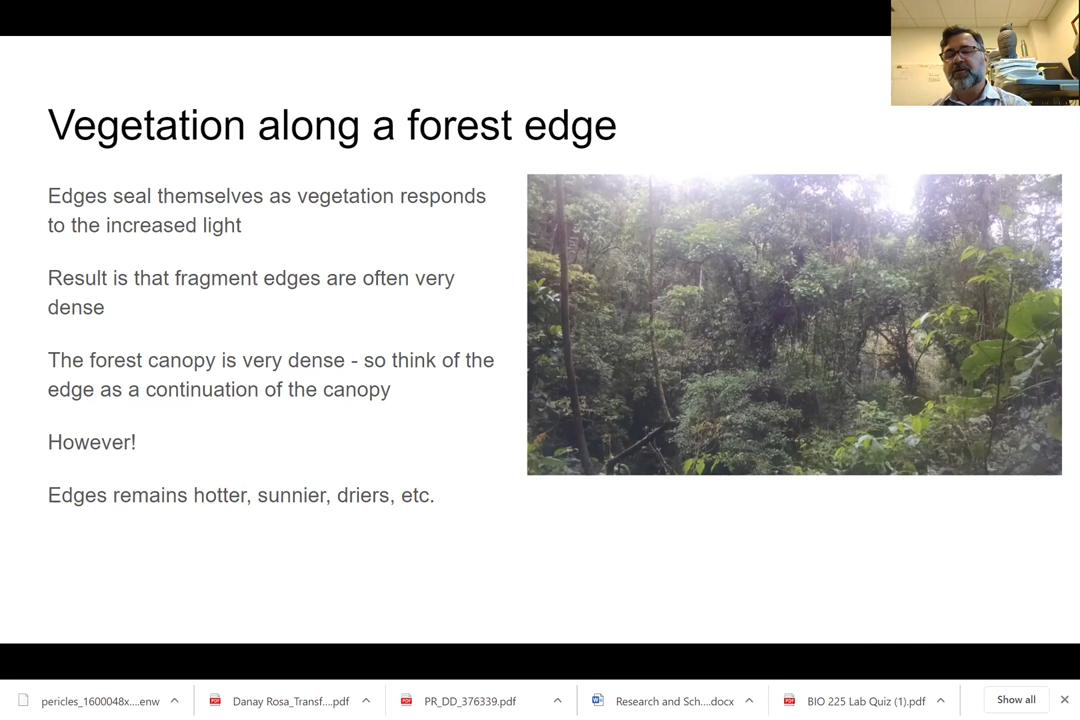 Vegetation along a forest edge
Edges seal themselves as vegetation responds
to the increased light
Result is that fragment edges are often very
dense
The forest canopy is very dense - so think of the
edge as a continuation of the canopy
However!
Edges remains hotter, sunnier, driers, etc.
pericles_1600048x....enw
Danay Rosa_Transf....pdf
PR_DD_376339.pdf
Research and Sch....docx
BIO 225 Lab Quiz (1).pdf
Show all